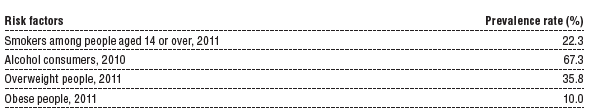 Risk factors Prevalence rate (%)
Smokers among people aged 14 or over, 2011 22.3
Alcohol consumers, 2010 67.3
Overweight people, 2011 35.8
Obese people, 2011 10.0